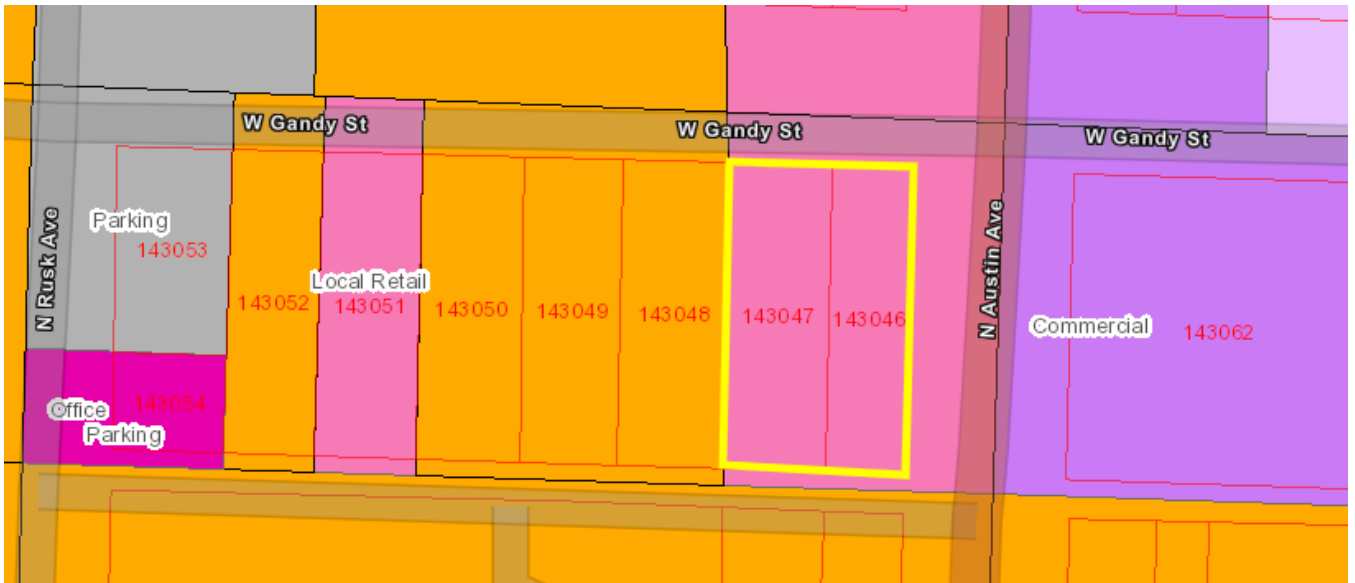 W Gandy St
W Gandy St
W Gandy St
N Rusk Ave
Parking
143053
143052
Local Retail
143051
143050
143049
143048
143047
143046
N Austin Ave
Commercial
143062
Office
143054
Parking